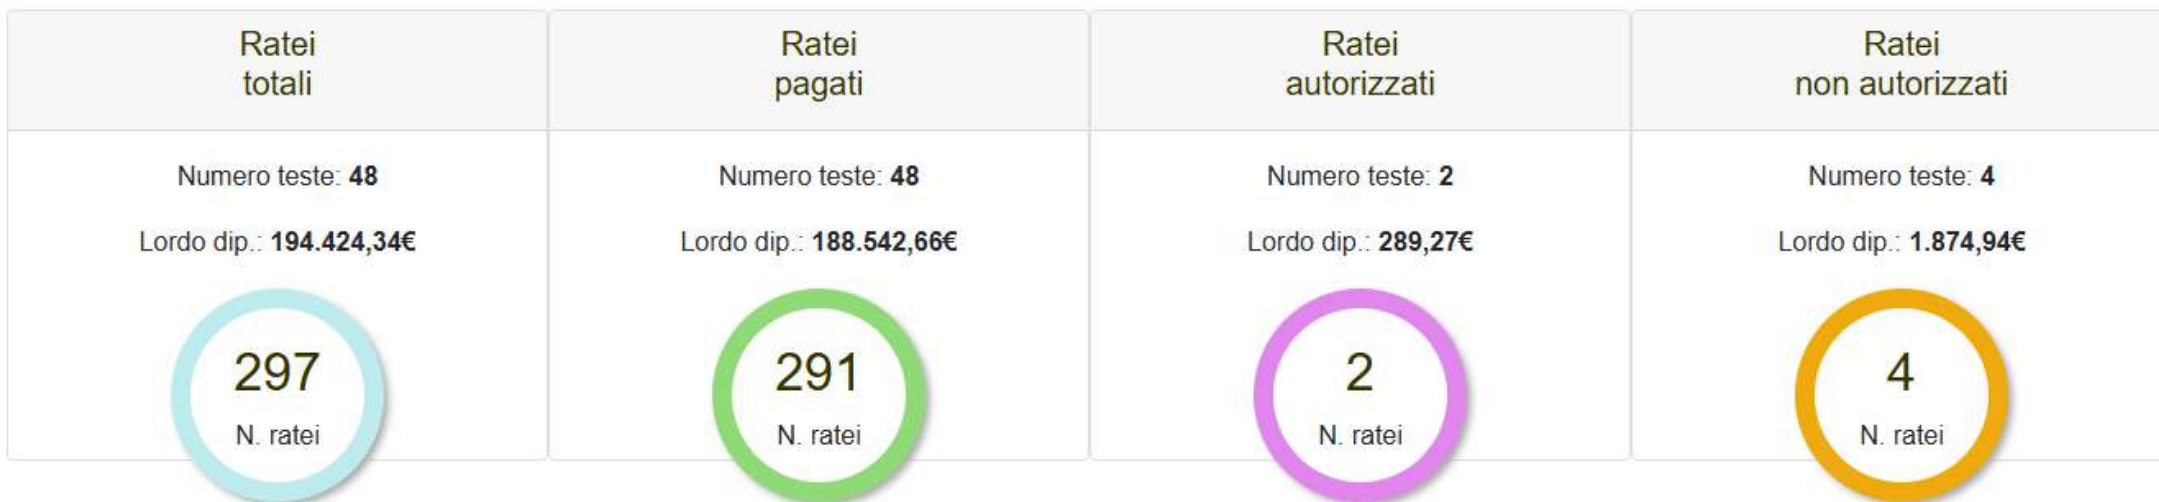 Ratei
totali
Numero teste: 48
Lordo dip.: 194.424,34€
297
N. ratei
Ratei
pagati
Numero teste: 48
Lordo dip.: 188.542,66€
291
N. ratei
Ratei
autorizzati
Numero teste: 2
Lordo dip.: 289,27€
2
N. ratei
Ratei
non autorizzati
Numero teste: 4
Lordo dip.: 1.874,94€
4
N. ratei